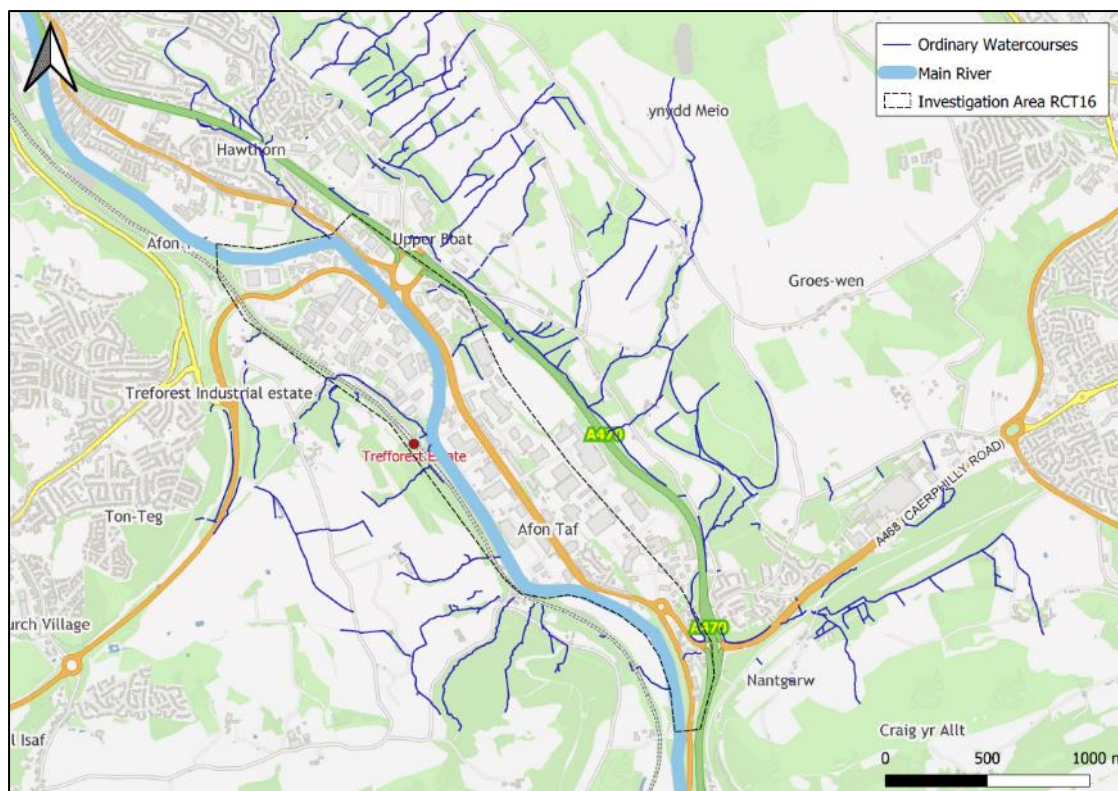 Ordinary Watercourses
Main River
Investigation Area RCT16
ynydd Meio
Hawthorn
Upper Boat
Afon
Groes-wen
Treforest Industrial estate
A470
Trefforest Estate
A468 (CAERPHILLY ROAD)
Ton-Teg
Afon Taf
urch Village
A470
Nantgarw
Craig yr Allt
l Isaf
0 500 1000 m